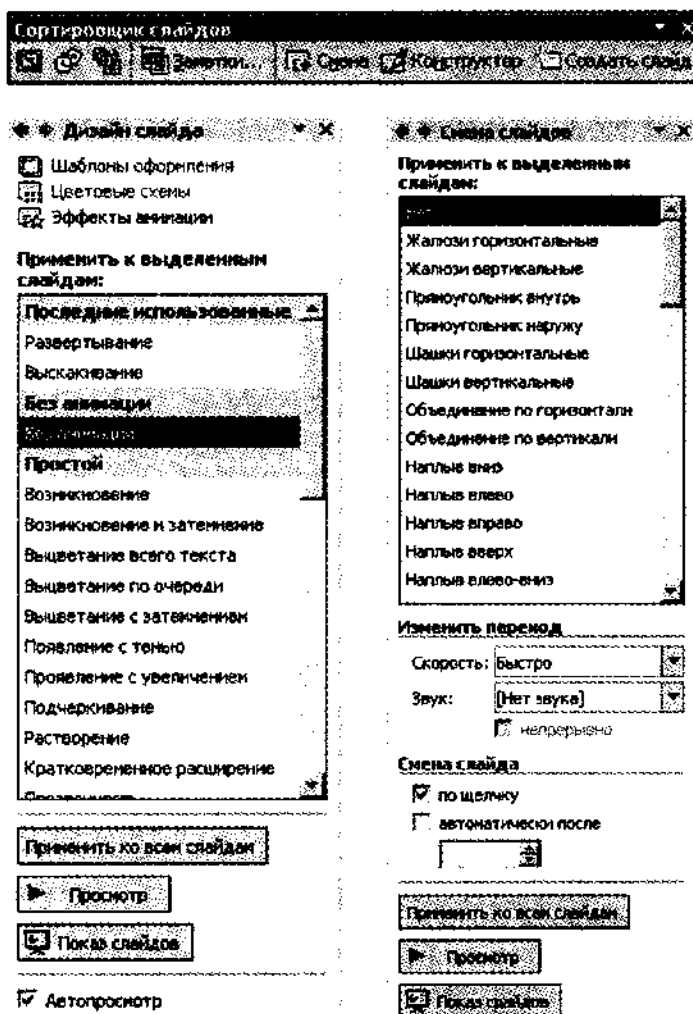 Сортировщик слайдов
Заметки... Смена Конструктор Создать слайд
Дизайн слайда
Шаблоны оформления
Цветовые схемы
Эффекты анимации
Применить к выделенным
слайдам:
Последние использованные
Развертывание
Выскакивание
Без анимации
Без анимации
Простой
Возникновение
Возникновение и затемнение
Выцветание всего текста
Выцветание по очереди
Выцветание с затемнением
Появление с тенью
Проявление с увеличением
Подчеркивание
Растворение
Кратковременное расширение
Применить ко всем слайдам
Просмотр
Показ слайдов
Автопросмотр
Смена слайдов
Применить к выделенным
слайдам:
Нет
Жалюзи горизонтальные
Жалюзи вертикальные
Прямоугольник внутрь
Прямоугольник наружу
Шашки горизонтальные
Шашки вертикальные
Объединение по горизонтали
Объединение по вертикали
Наплыв вниз
Наплыв влево
Наплыв вправо
Наплыв вверх
Наплыв влево-вниз
Изменить переход
Скорость: Быстро
Звук: [Нет звука]
непрерывно
Смена слайда
по щелчку
автоматически после
Применить ко всем слайдам
Просмотр
Показ слайдов